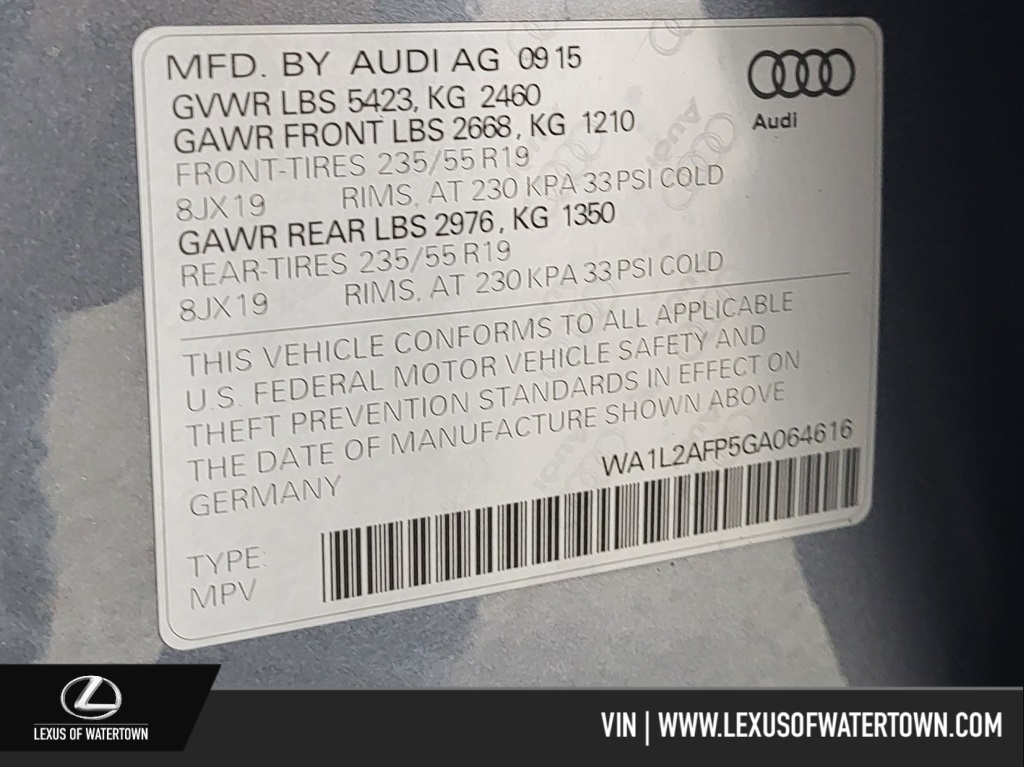 MFD. BY AUDI AG 09 15
GVWR LBS 5423, KG 2460
GAWR FRONT LBS 2668, KG 1210
FRONT-TIRES 235/55 R19
8JX19 RIMS, AT 230 KPA 33 PSI COLD
GAWR REAR LBS 2976, KG 1350
REAR-TIRES 235/55 R19
8JX19 RIMS, AT 230 KPA 33 PSI COLD
Audi
THIS VEHICLE CONFORMS TO ALL APPLICABLE
U.S. FEDERAL MOTOR VEHICLE SAFETY AND
THEFT PREVENTION STANDARDS IN EFFECT ON
THE DATE OF MANUFACTURE SHOWN ABOVE
GERMANY
WA1L2AFP5GA064616
TYPE:
MPV
LEXUS OF WATERTOWN
VIN | WWW.LEXUSOFWATERTOWN.COM